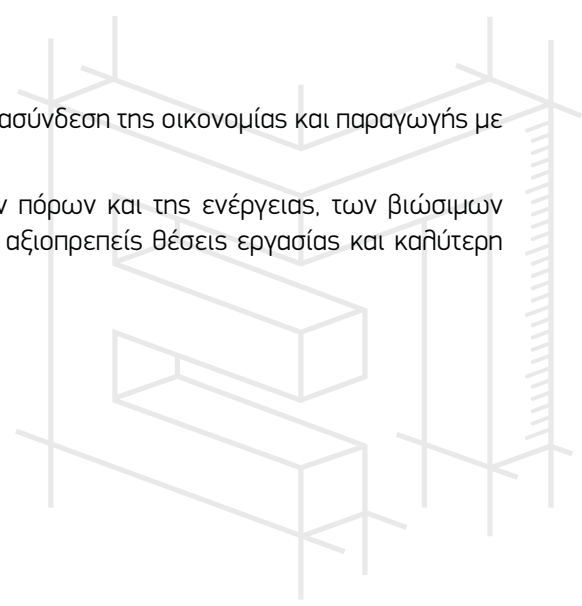 ασύνδεση της οικονομίας και παραγωγής με
ν πόρων και της ενέργειας, των βιώσιμων
αξιοπρεπείς θέσεις εργασίας και καλύτερη